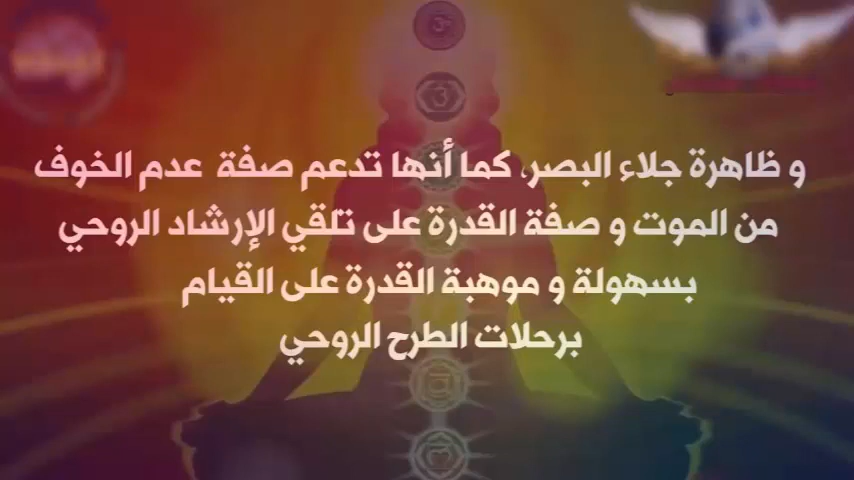 و ظاهرة جلاء البصر، كما أنها تدعم صفة عدم الخوف
من الموت و صفة القدرة على تلقي الإرشاد الروحي
بسهولة و موهبة القدرة على القيام
برحلات الطرح الروحي